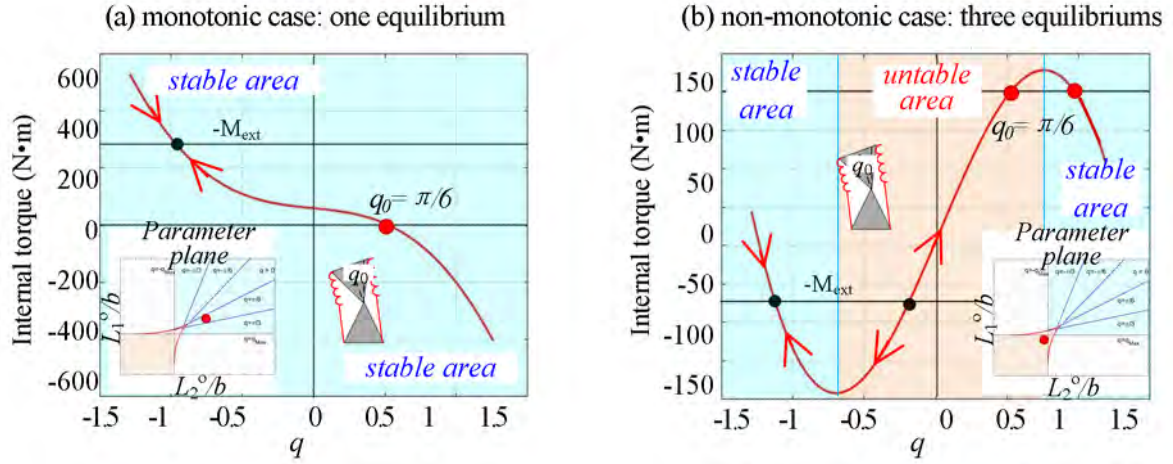 (a) monotonic case: one equilibrium
(b) non-monotonic case: three equilibriums
Internal torque (N•m)
600
400
200
0
-200
-400
-600
stable area
-Mext
q0= π/6
Parameter
plane
q0
L1°/b
L2°/b
stable area
-1.5
-1
-0.5
0
0.5
1
1.5
q
Internal torque (N•m)
150
100
50
0
-50
-100
-150
stable
area
untable
area
q0= π/6
q0
stable
area
Parameter
plane
-Mext
L1°/b
L2°/b
-1.5
-1
-0.5
0
0.5
1
1.5
q